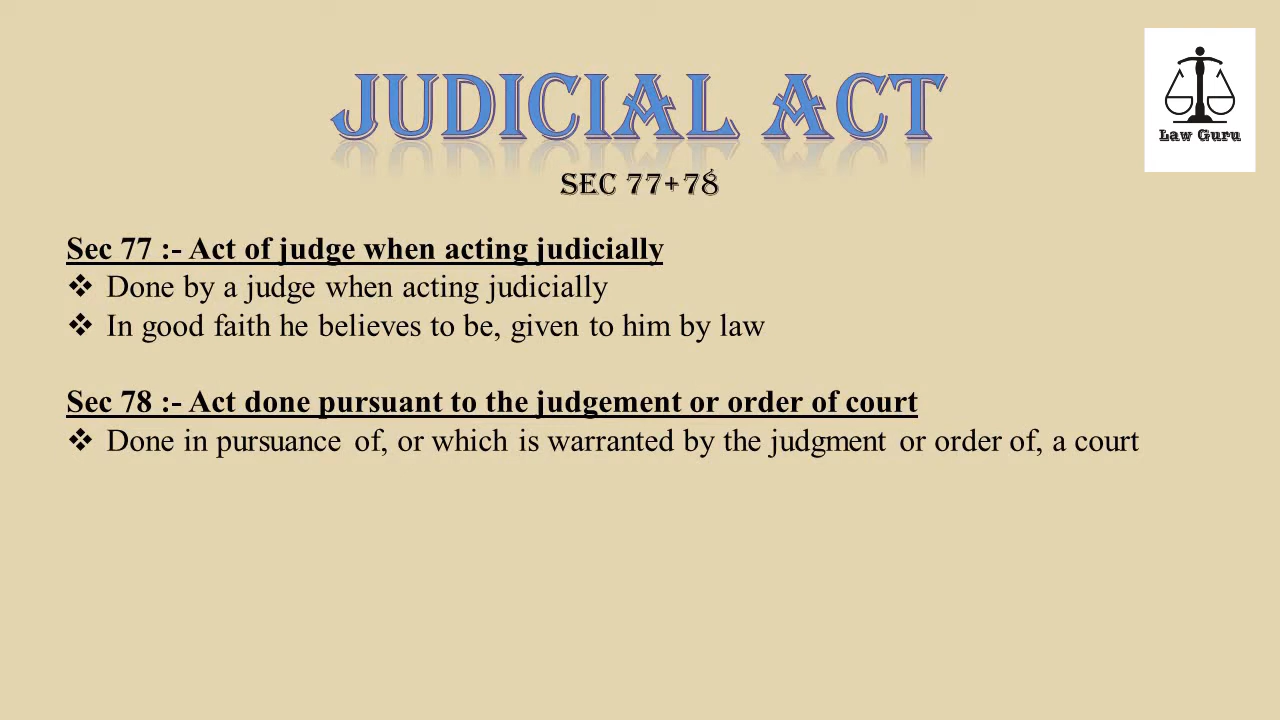 JUDICIAL ACT
Law Guru
SEC 77+78
Sec 77 :- Act of judge when acting judicially
❖ Done by a judge when acting judicially
❖ In good faith he believes to be, given to him by law
Sec 78 :- Act done pursuant to the judgement or order of court
❖ Done in pursuance of, or which is warranted by the judgment or order of, a court